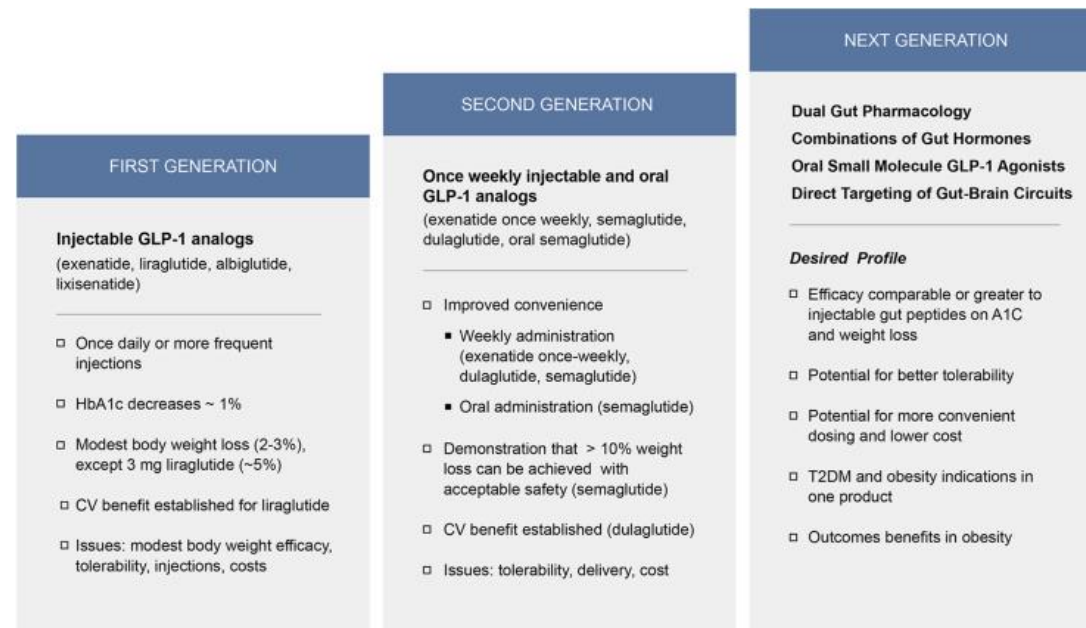 FIRST GENERATION
Injectable GLP-1 analogs
(exenatide, liraglutide, albiglutide,
lixisenatide)
Once daily or more frequent
injections
HbA1c decreases ~ 1%
Modest body weight loss (2-3%),
except 3 mg liraglutide (~5%)
CV benefit established for liraglutide
Issues: modest body weight efficacy,
tolerability, injections, costs
SECOND GENERATION
Once weekly injectable and oral
GLP-1 analogs
(exenatide once weekly, semaglutide,
dulaglutide, oral semaglutide)
Improved convenience
Weekly administration
(exenatide once-weekly,
dulaglutide, semaglutide)
Oral administration (semaglutide)
Demonstration that > 10% weight
loss can be achieved with
acceptable safety (semaglutide)
CV benefit established (dulaglutide)
Issues: tolerability, delivery, cost
NEXT GENERATION
Dual Gut Pharmacology
Combinations of Gut Hormones
Oral Small Molecule GLP-1 Agonists
Direct Targeting of Gut-Brain Circuits
Desired Profile
Efficacy comparable or greater to
injectable gut peptides on A1C
and weight loss
Potential for better tolerability
Potential for more convenient
dosing and lower cost
T2DM and obesity indications in
one product
Outcomes benefits in obesity